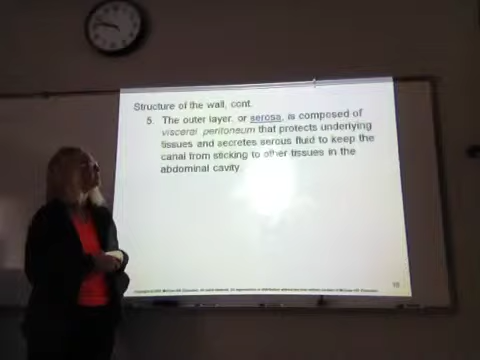 Structure of the wall, cont.
5. The outer layer, or serosa, is composed of
visceral peritoneum that protects underlying
tissues and secretes serous fluid to keep the
canal from sticking to other tissues in the
abdominal cavity.